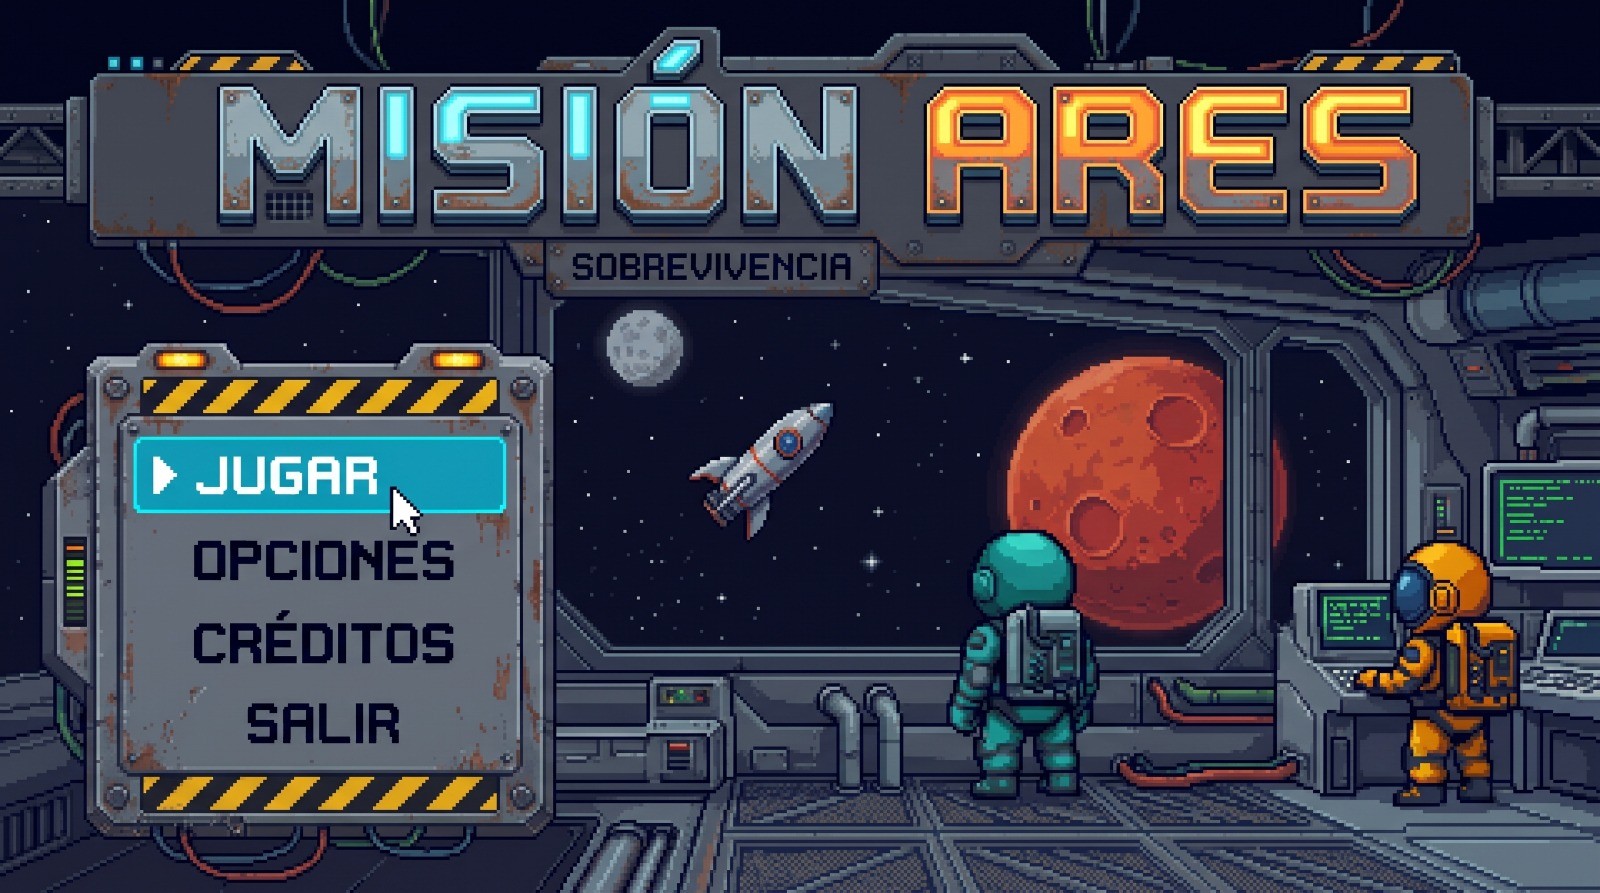 MISIÓN ARES
SOBREVIVENCIA
JUGAR
OPCIONES
CRÉDITOS
SALIR